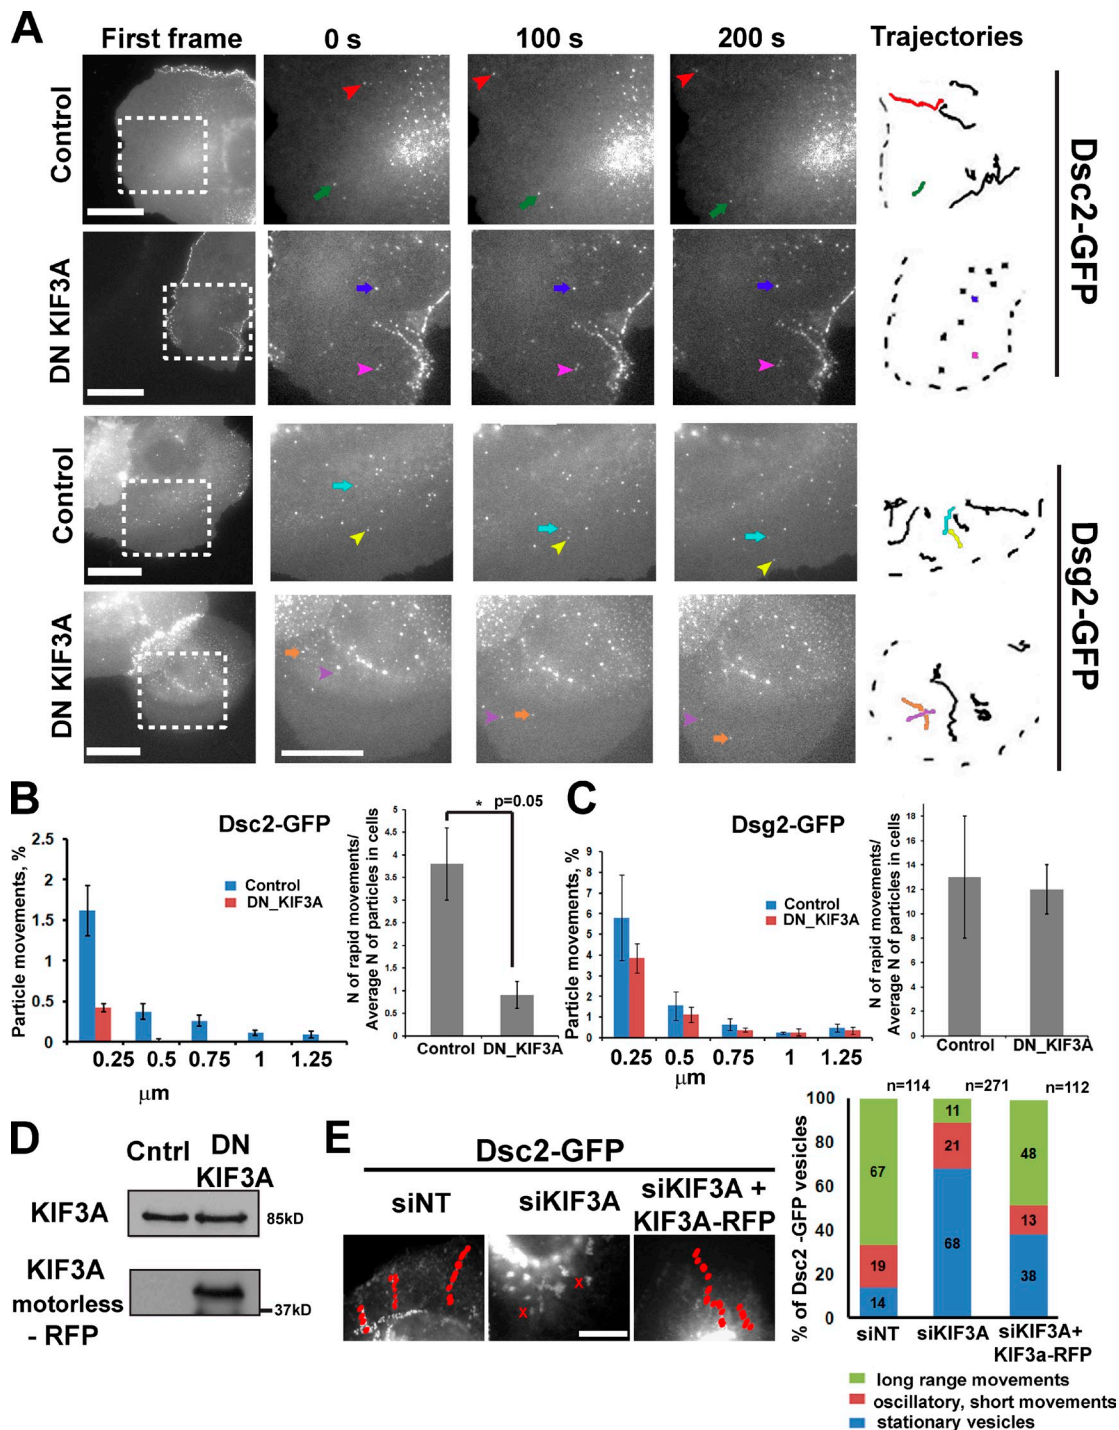 A
First frame
0 s
100 s
200 s
Trajectories
Control
DN KIF3A
Dsc2-GFP
Control
DN KIF3A
Dsg2-GFP
B
Dsc2-GFP
Particle movements, %
2.5
2
1.5
1
0.5
0
Control
DN_KIF3A
0.25
0.5
0.75
1
1.25
μm
N of rapid movements/
Average N of particles in cells
5
4.5
4
3.5
3
2.5
2
1.5
1
0.5
0
* p=0.05
Control
DN_KIF3A
C
Dsg2-GFP
Particle movements, %
9
8
7
6
5
4
3
2
1
0
Control
DN_KIF3A
0.25
0.5
0.75
1
1.25
μm
N of rapid movements/
Average N of particles in cells
18
16
14
12
10
8
6
4
2
0
Control
DN_KIF3A
D
Cntrl
DN
KIF3A
KIF3A
85kD
KIF3A
motorless
- RFP
37kD
E
Dsc2-GFP
siNT
siKIF3A
siKIF3A +
KIF3A-RFP
x
x
% of Dsc2 -GFP vesicles
100
80
60
40
20
0
n=114
n=271
n=112
67
19
14
11
21
68
48
13
38
siNT
siKIF3A
siKIF3A+
KIF3a-RFP
long range movements
oscillatory, short movements
stationary vesicles